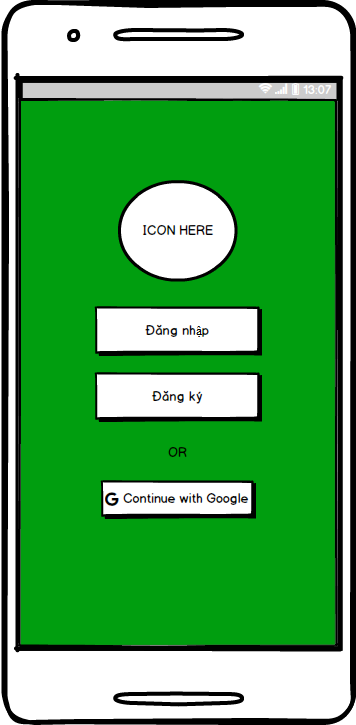 13:07
ICON HERE
Đăng nhập
Đăng ký
OR
G Continue with Google